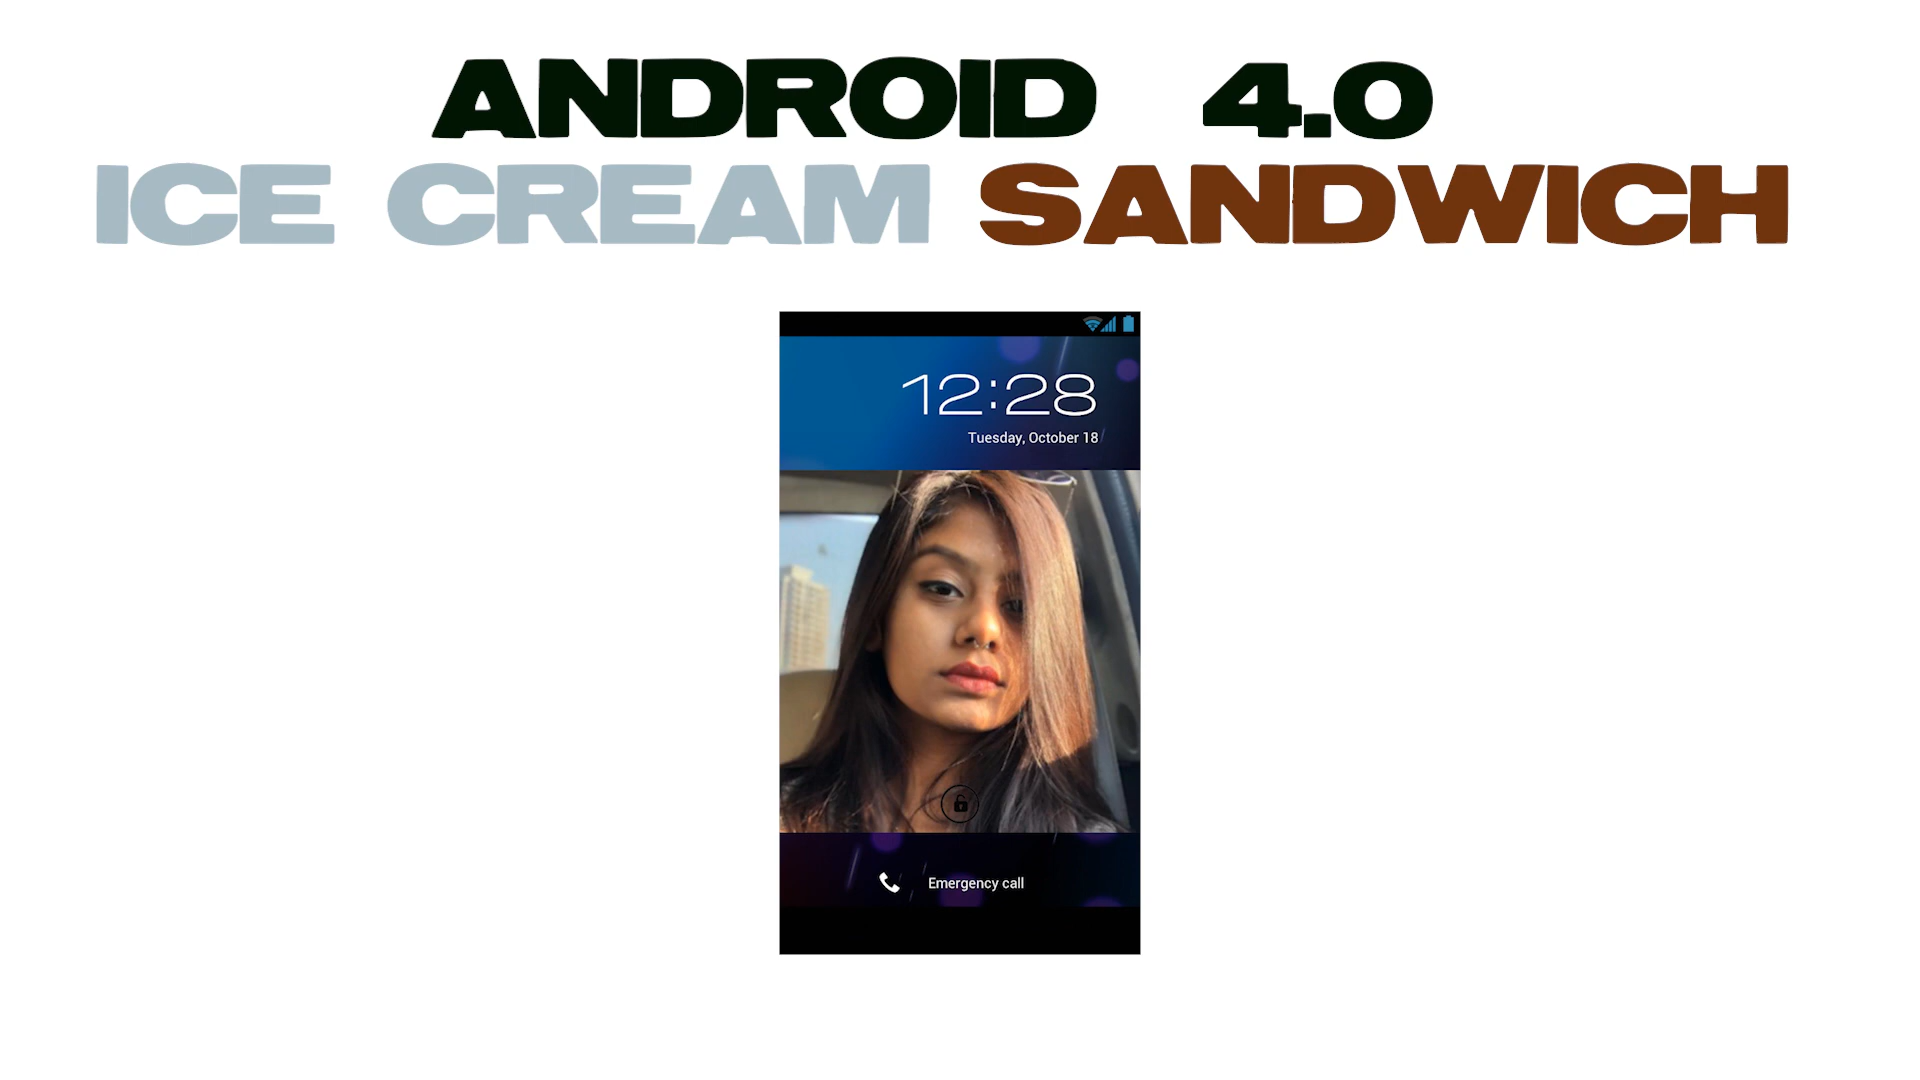 ANDROID 4.0
ICE CREAM SANDWICH
12:28
Tuesday, October 18
Emergency call